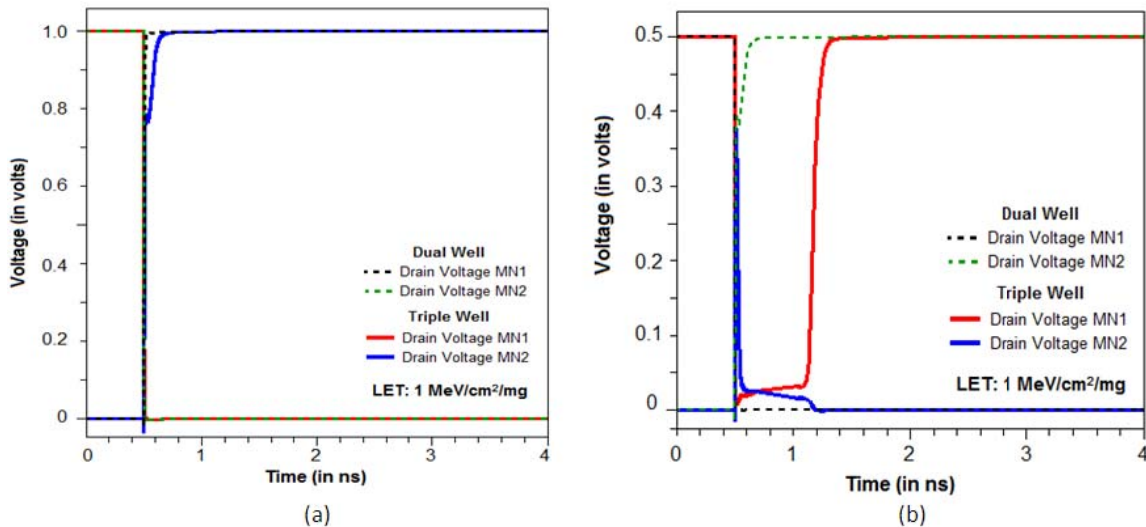 Voltage (in volts)
1.0
0.8
0.6
0.4
0.2
0
Dual Well
Drain Voltage MN1
Drain Voltage MN2
Triple Well
Drain Voltage MN1
Drain Voltage MN2
LET: 1 MeV/cm²/mg
0 1 2 3 4
Time (in ns)
(a)
Voltage (in volts)
0.5
0.4
0.3
0.2
0.1
0
Dual Well
Drain Voltage MN1
Drain Voltage MN2
Triple Well
Drain Voltage MN1
Drain Voltage MN2
LET: 1 MeV/cm²/mg
0 1 2 3 4
Time (in ns)
(b)